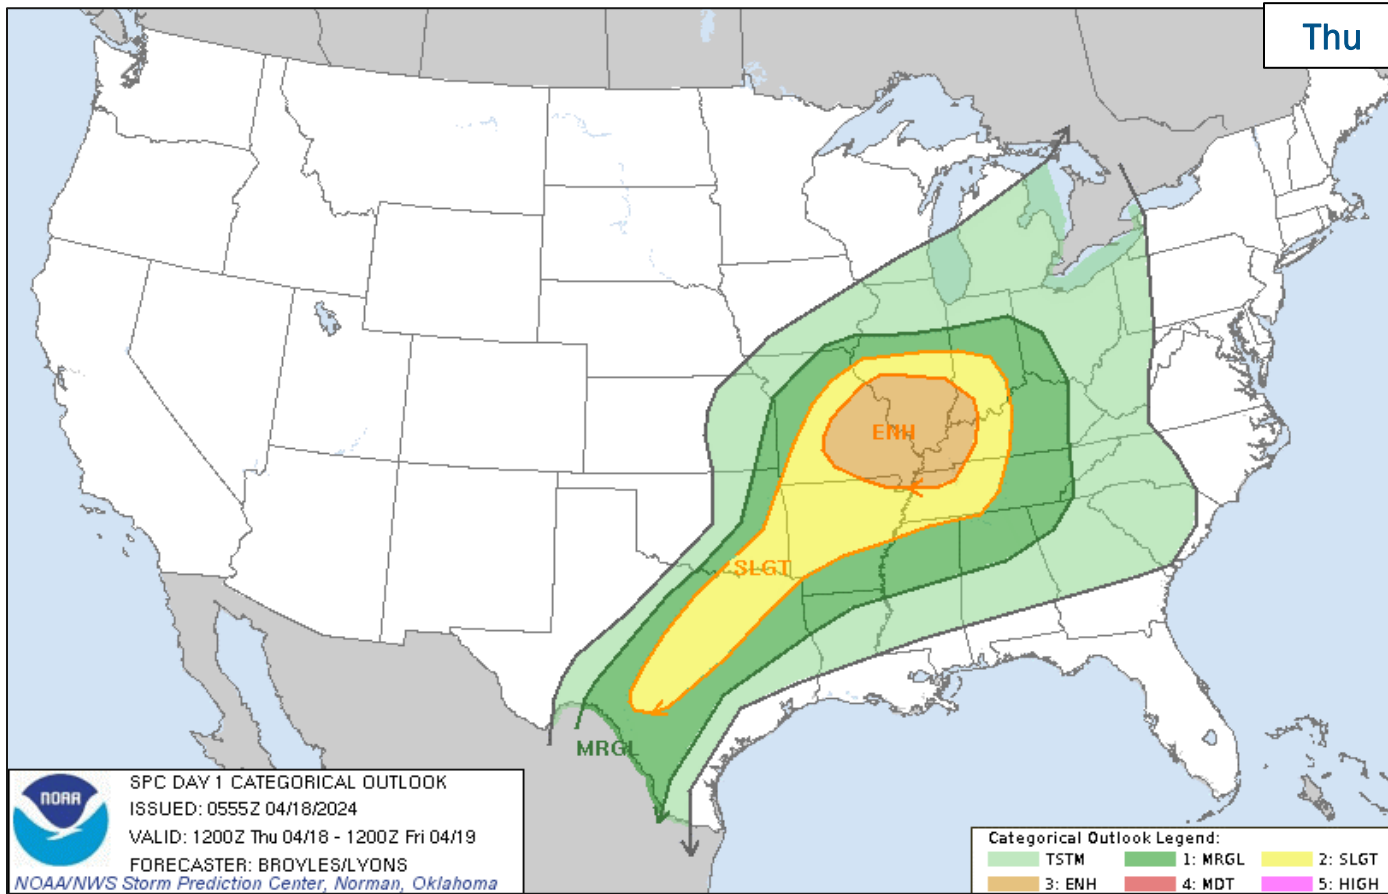 Thu
ENH
SLGT
MRGL
NOAA
SPC DAY 1 CATEGORICAL OUTLOOK
ISSUED: 0555Z 04/18/2024
VALID: 1200Z Thu 04/18 - 1200Z Fri 04/19
FORECASTER: BROYLES/LYONS
NOAA/NWS Storm Prediction Center, Norman, Oklahoma
Categorical Outlook Legend:
TSTM 1: MRGL 2: SLGT
3: ENH 4: MDT 5: HIGH